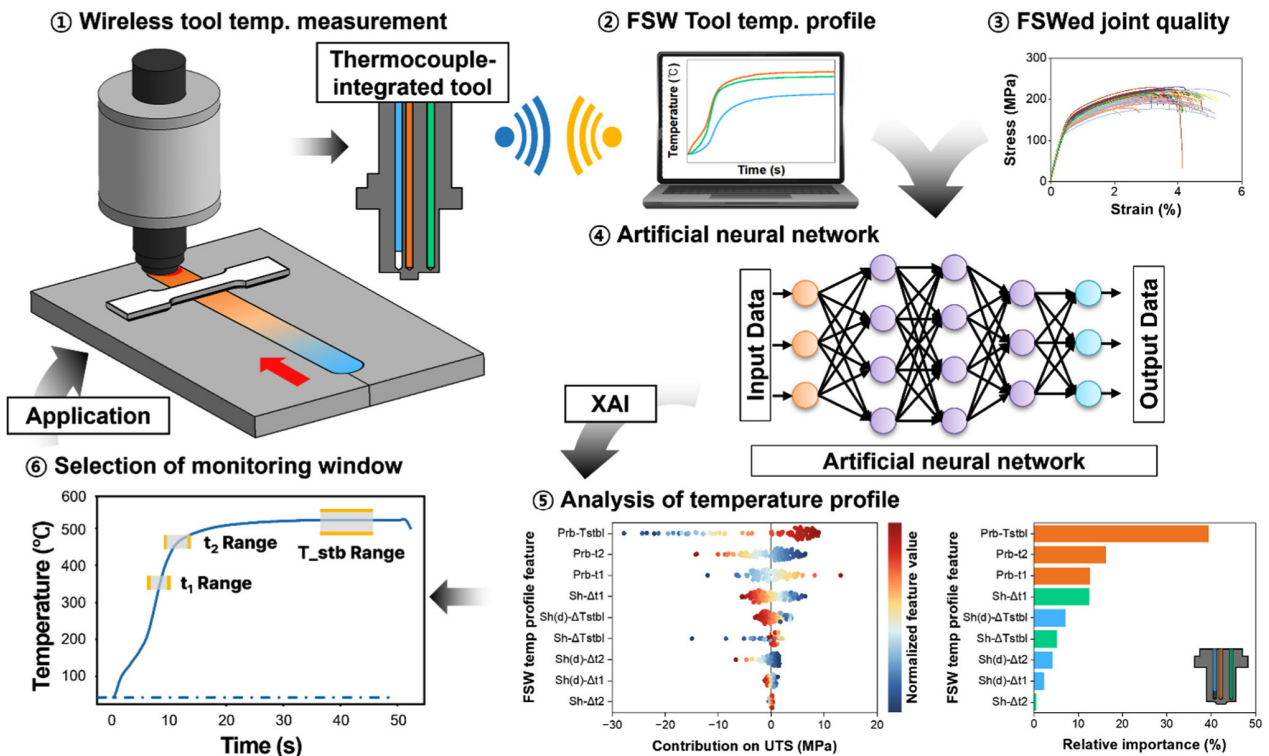 ① Wireless tool temp. measurement
Thermocouple-
integrated tool
② FSW Tool temp. profile
Temperature (℃)
Time (s)
③ FSWed joint quality
Stress (MPa)
300
200
100
0
0
2
4
6
Strain (%)
④ Artificial neural network
Input Data
Output Data
Artificial neural network
XAI
Application
⑥ Selection of monitoring window
Temperature (℃)
600
500
400
300
200
100
t₂ Range
t₁ Range
T_stb Range
0
10
20
30
40
50
Time (s)
⑤ Analysis of temperature profile
FSW temp profile feature
Prb-Tstbl
Prb-t2
Prb-t1
Sh-Δt1
Sh(d)-ΔTstbl
Sh-ΔTstbl
Sh(d)-Δt2
Sh(d)-Δt1
Sh-Δt2
−30
−20
−10
0
10
20
Contribution on UTS (MPa)
Normalized feature value
FSW temp profile feature
Prb-Tstbl
Prb-t2
Prb-t1
Sh-Δt1
Sh(d)-ΔTstbl
Sh-ΔTstbl
Sh(d)-Δt2
Sh(d)-Δt1
Sh-Δt2
0
10
20
30
40
50
Relative importance (%)